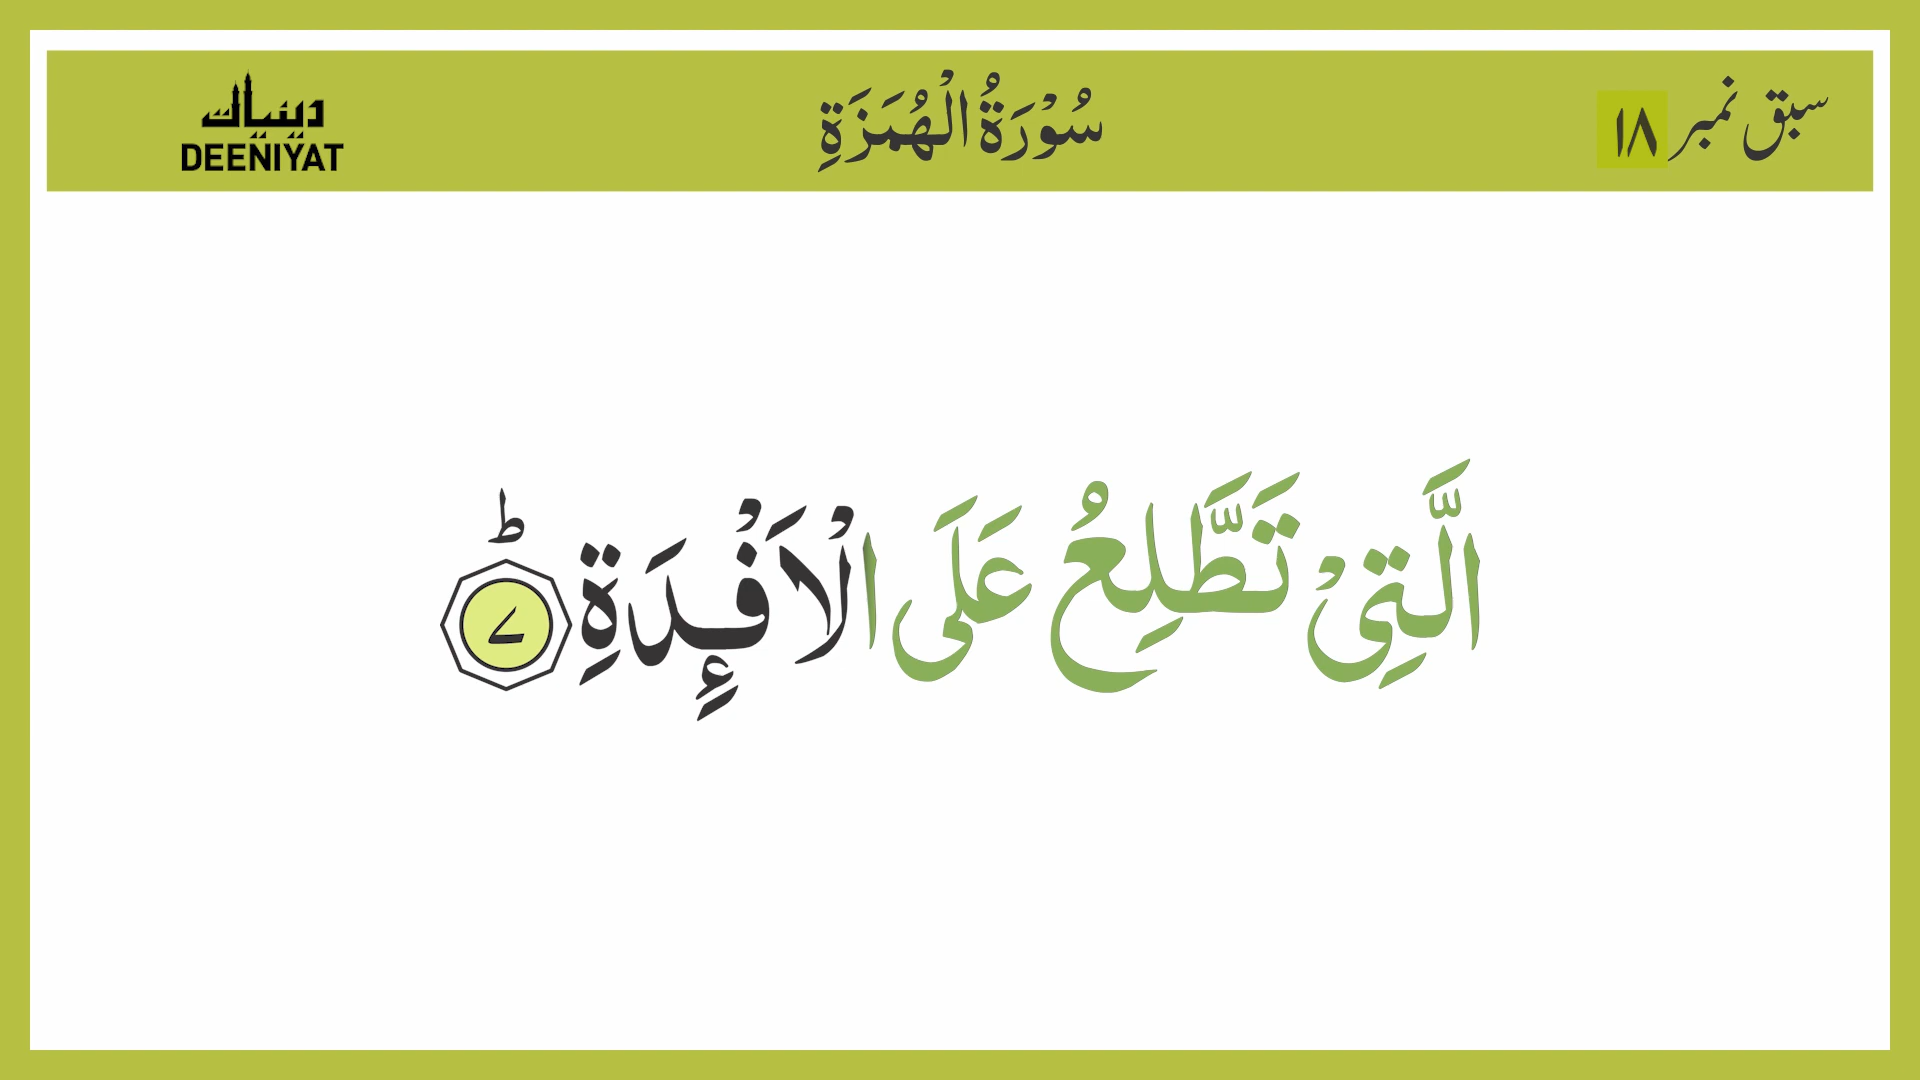 سبق نمبر ۱۸
سُوْرَةُ الْهُمَزَةِ
دینیات
DEENIYAT
الَّتِیْ تَطَّلِعُ عَلَی الْاَفْـِٕدَةِ ؕ ۷